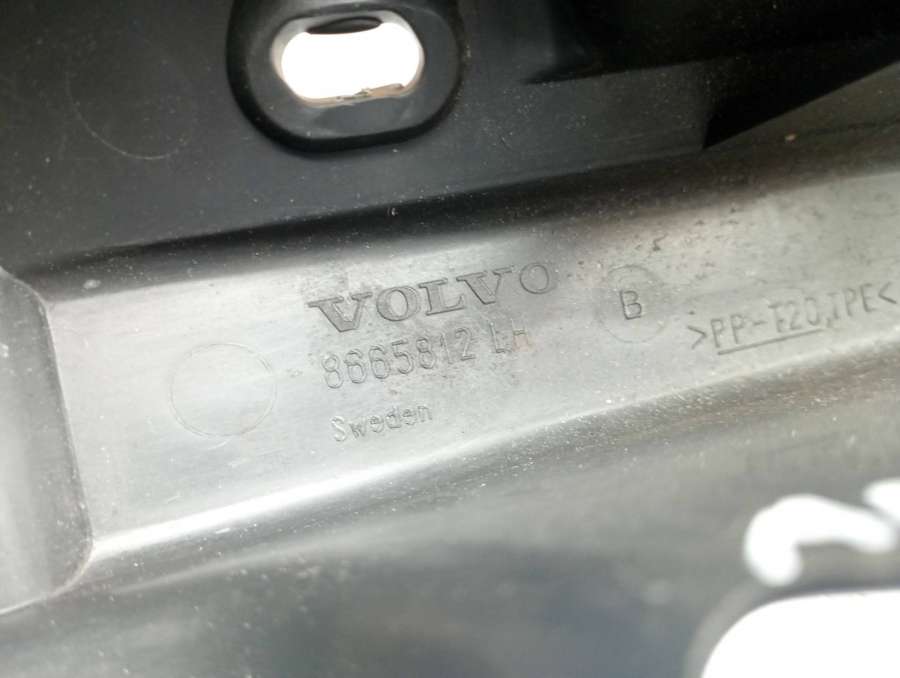 VOLVO
8665812 LH
Sweden
B
>PP-T20,TPE<